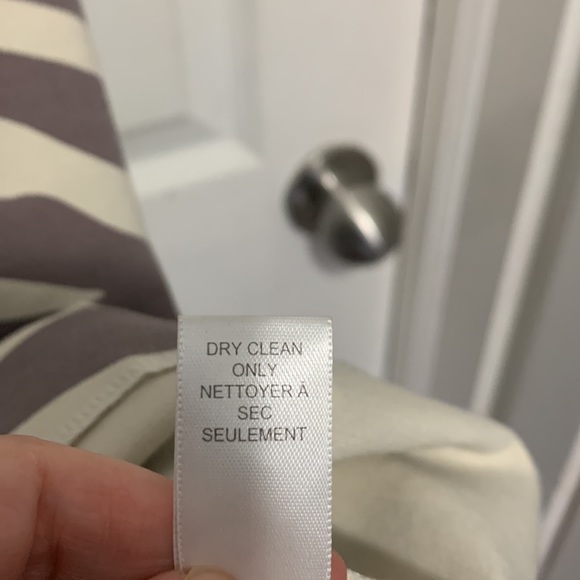 DRY CLEAN
ONLY
NETTOYER À
SEC
SEULEMENT